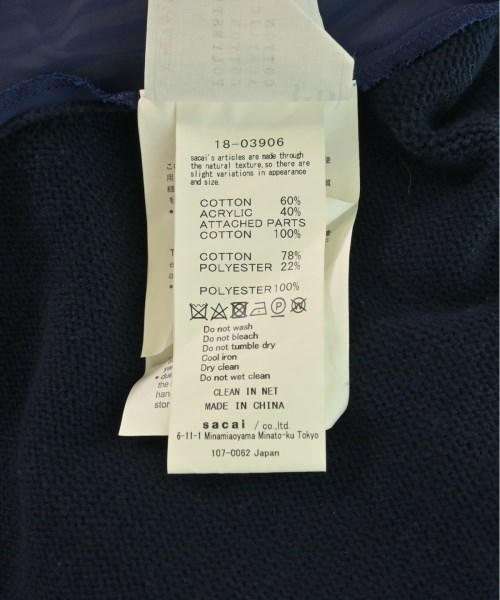 18-03906
sacai's articles are made through
the natural texture, so there are
slight variations in appearance
and size.
COTTON 60%
ACRYLIC 40%
ATTACHED PARTS
COTTON 100%
COTTON 78%
POLYESTER 22%
POLYESTER 100%
Do not wash
Do not bleach
Do not tumble dry
Cool iron
Dry clean
Do not wet clean
CLEAN IN NET
MADE IN CHINA
sacai / co.,ltd.
6-11-1 Minamiaoyama Minato-ku Tokyo
107-0062 Japan